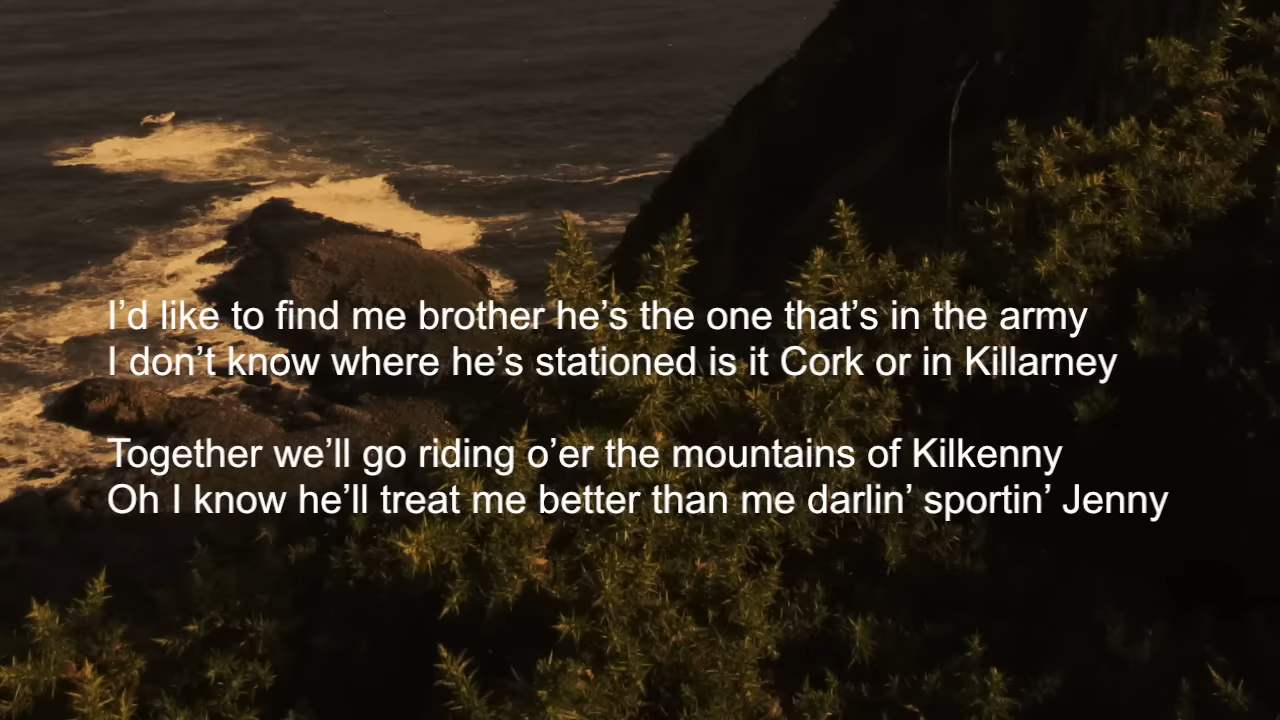 I’d like to find me brother he’s the one that’s in the army
I don’t know where he’s stationed is it Cork or in Killarney
Together we’ll go riding o’er the mountains of Kilkenny
Oh I know he’ll treat me better than me darlin’ sportin’ Jenny